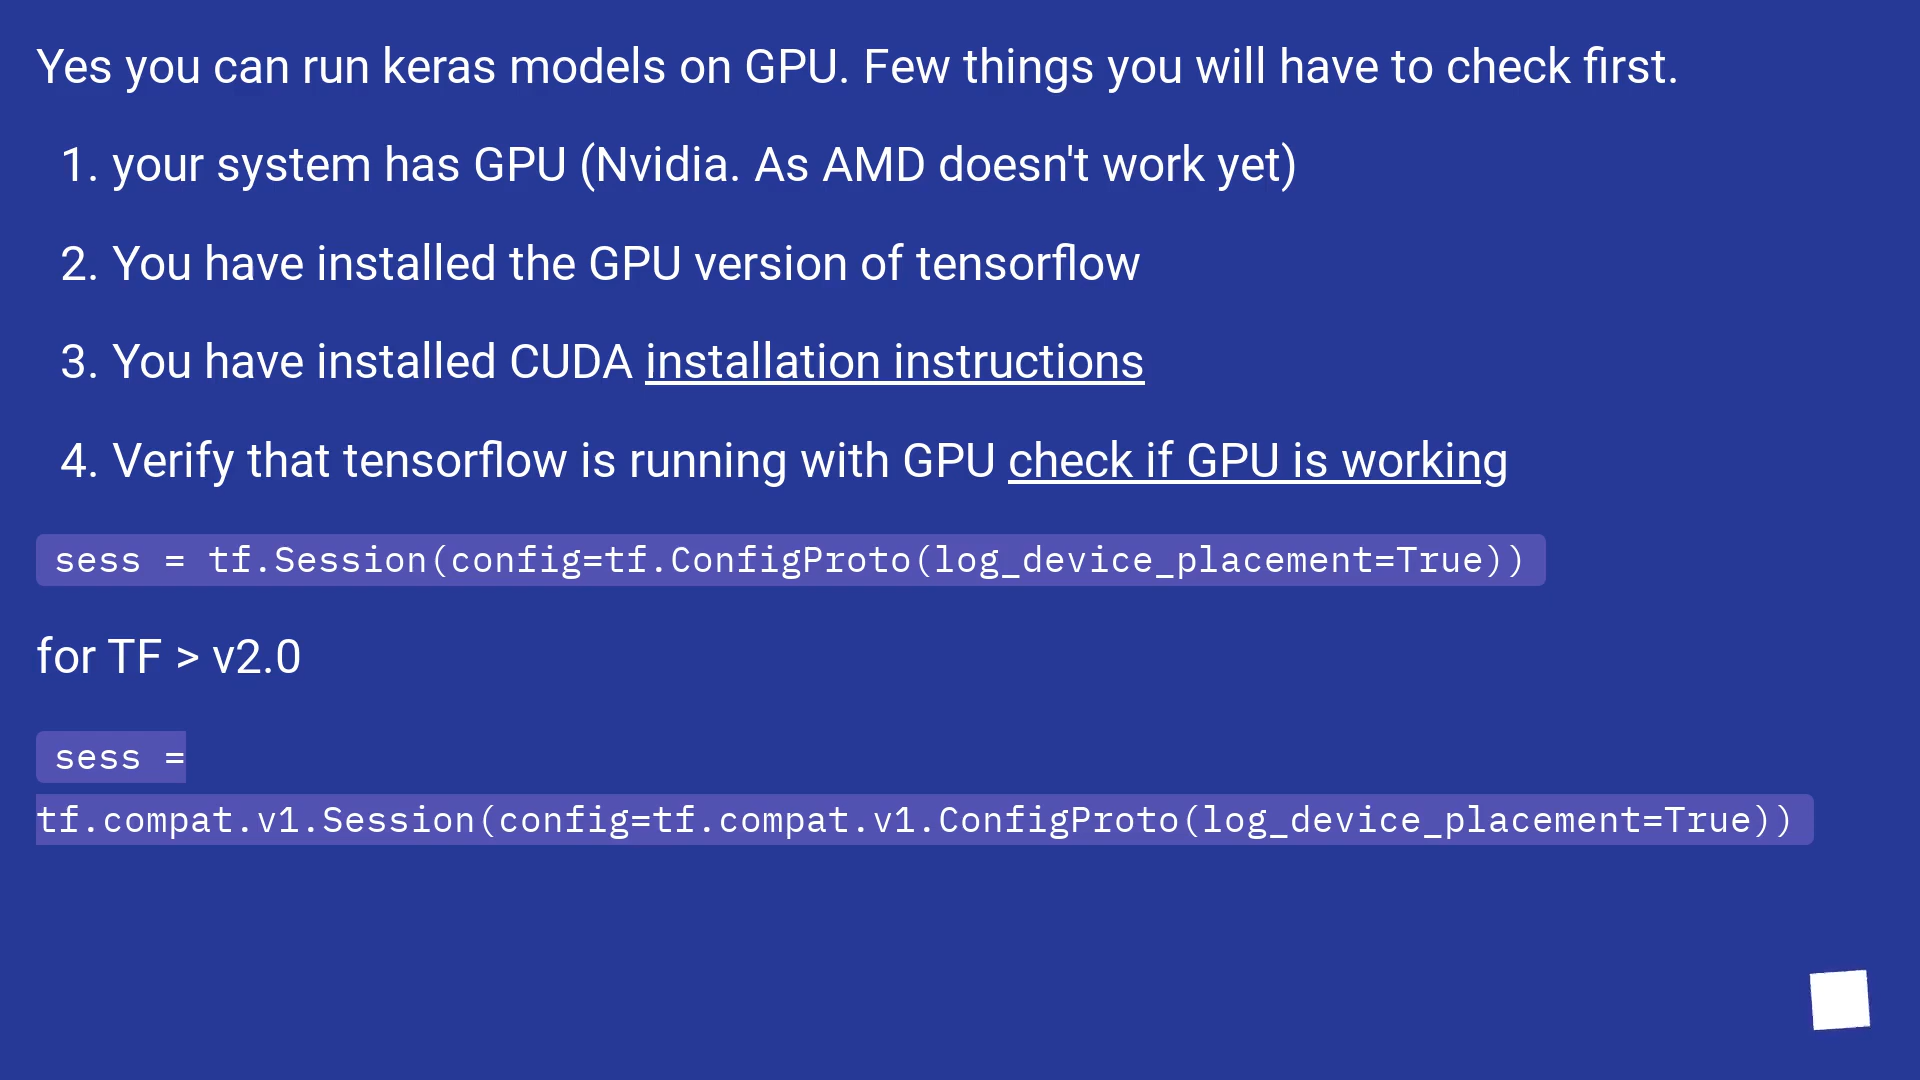 Yes you can run keras models on GPU. Few things you will have to check first.
1. your system has GPU (Nvidia. As AMD doesn't work yet)
2. You have installed the GPU version of tensorflow
3. You have installed CUDA installation instructions
4. Verify that tensorflow is running with GPU check if GPU is working
sess = tf.Session(config=tf.ConfigProto(log_device_placement=True))
for TF > v2.0
sess =
tf.compat.v1.Session(config=tf.compat.v1.ConfigProto(log_device_placement=True))